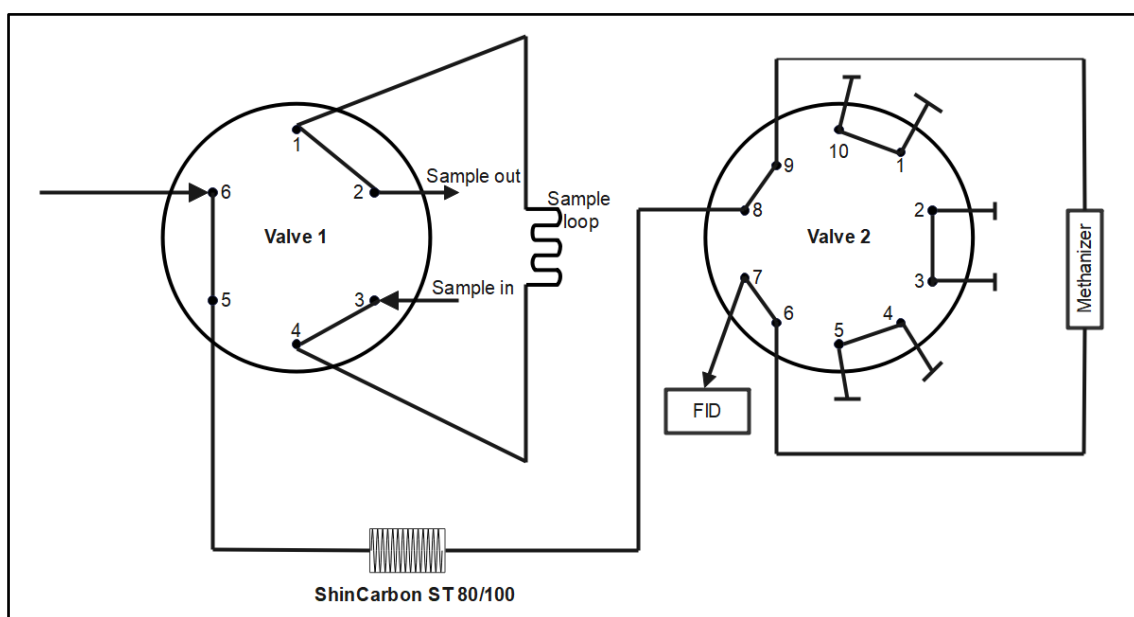 1
2
Sample out
Sample
loop
6
Valve 1
Sample in
3
5
4
ShinCarbon ST 80/100
9
10
1
8
2
Valve 2
7
3
6
5
4
FID
Methanizer